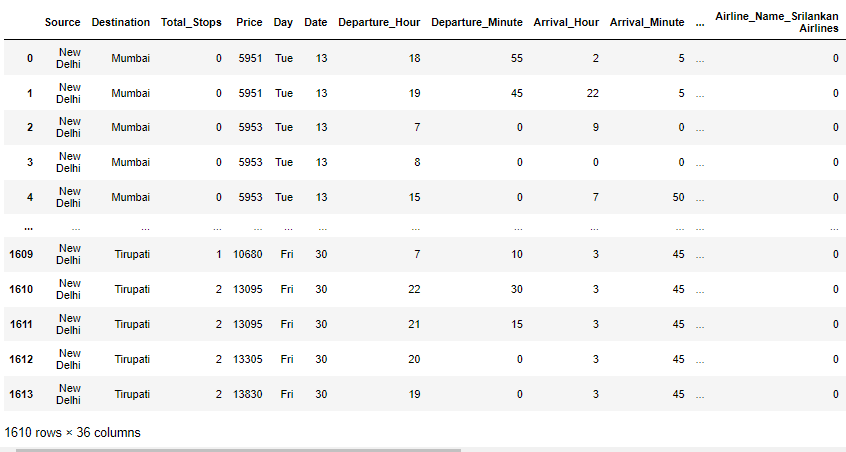 Source Destination Total_Stops Price Day Date Departure_Hour Departure_Minute Arrival_Hour Arrival_Minute ... Airline_Name_Srilankan Airlines
0 New Delhi Mumbai 0 5951 Tue 13 18 55 2 5 ... 0
1 New Delhi Mumbai 0 5951 Tue 13 19 45 22 5 ... 0
2 New Delhi Mumbai 0 5953 Tue 13 7 0 9 0 ... 0
3 New Delhi Mumbai 0 5953 Tue 13 8 0 0 0 ... 0
4 New Delhi Mumbai 0 5953 Tue 13 15 0 7 50 ... 0
... ... ... ... ... ... ... ... ... ... ... ... ...
1609 New Delhi Tirupati 1 10680 Fri 30 7 10 3 45 ... 0
1610 New Delhi Tirupati 2 13095 Fri 30 22 30 3 45 ... 0
1611 New Delhi Tirupati 2 13095 Fri 30 21 15 3 45 ... 0
1612 New Delhi Tirupati 2 13305 Fri 30 20 0 3 45 ... 0
1613 New Delhi Tirupati 2 13830 Fri 30 19 0 3 45 ... 0
1610 rows × 36 columns